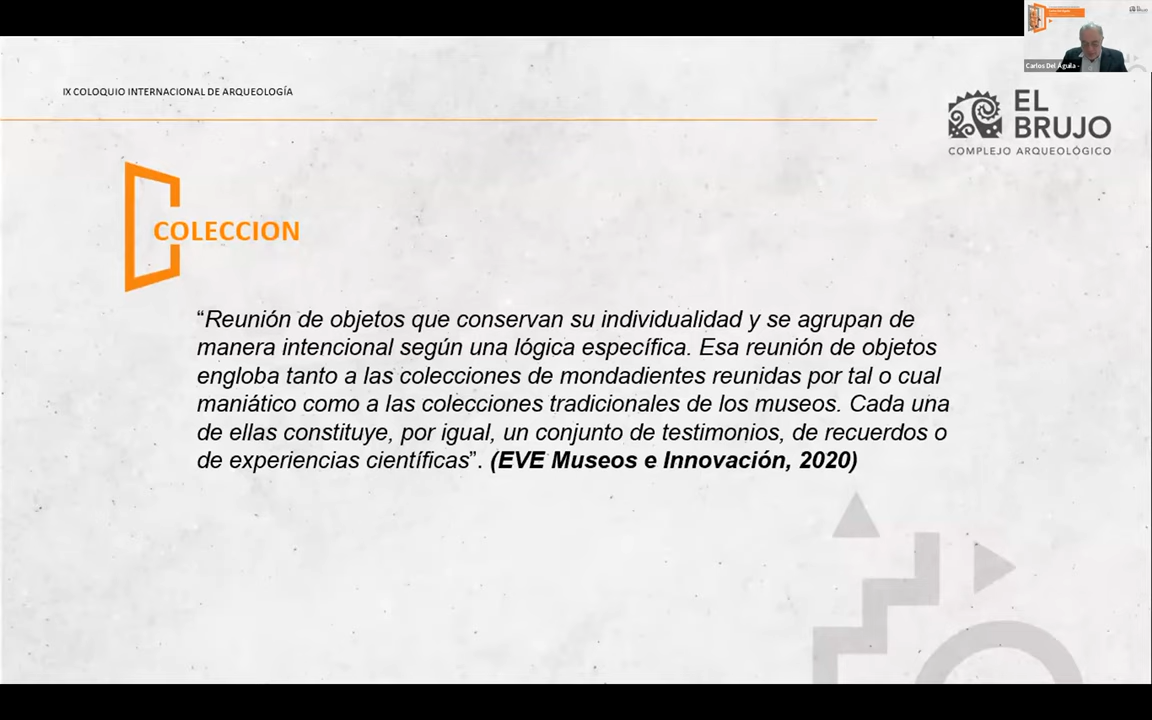 Carlos Del Águila -
IX COLOQUIO INTERNACIONAL DE ARQUEOLOGÍA
EL
BRUJO
COMPLEJO ARQUEOLÓGICO
COLECCION
“Reunión de objetos que conservan su individualidad y se agrupan de
manera intencional según una lógica específica. Esa reunión de objetos
engloba tanto a las colecciones de mondadientes reunidas por tal o cual
maniático como a las colecciones tradicionales de los museos. Cada una
de ellas constituye, por igual, un conjunto de testimonios, de recuerdos o
de experiencias científicas”. (EVE Museos e Innovación, 2020)